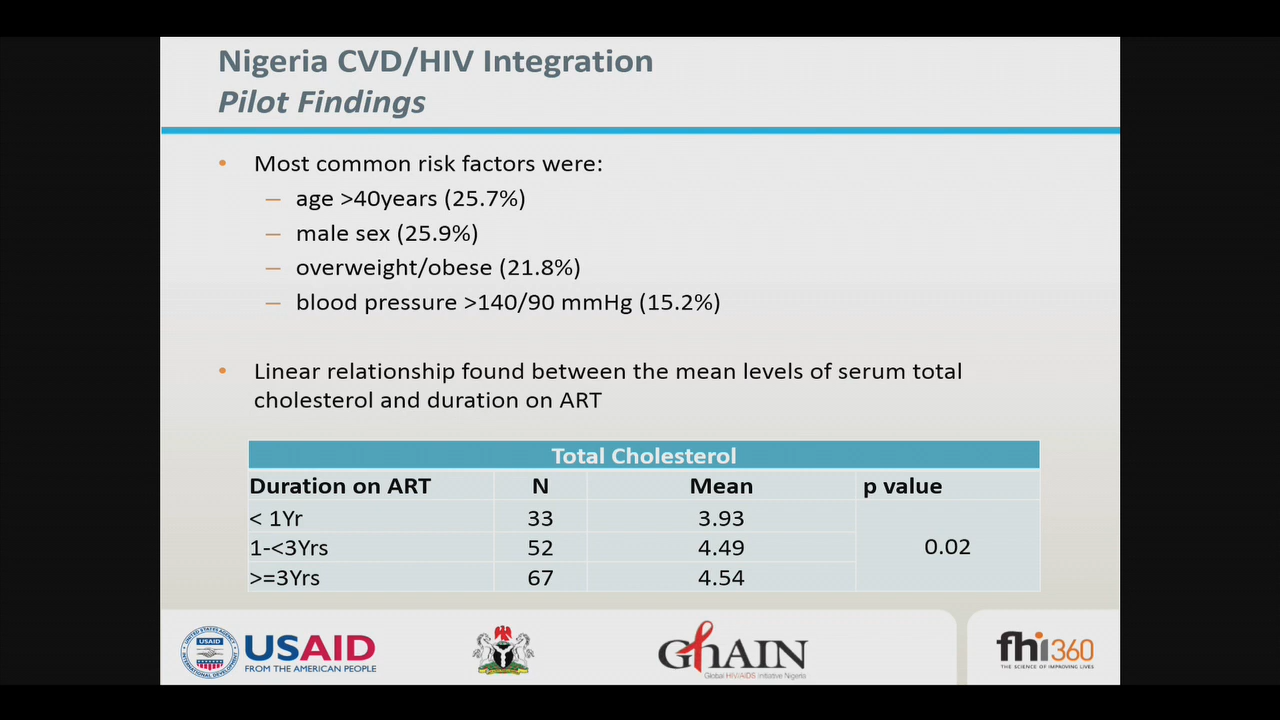 Nigeria CVD/HIV Integration
Pilot Findings
• Most common risk factors were:
– age >40years (25.7%)
– male sex (25.9%)
– overweight/obese (21.8%)
– blood pressure >140/90 mmHg (15.2%)
• Linear relationship found between the mean levels of serum total
cholesterol and duration on ART
Total Cholesterol
Duration on ART N Mean p value
< 1Yr 33 3.93
1-<3Yrs 52 4.49 0.02
>=3Yrs 67 4.54
USAID
USAID
FROM THE AMERICAN PEOPLE
GHAIN
Global HIV/AIDS Initiative Nigeria
fhi360
THE SCIENCE OF IMPROVING LIVES